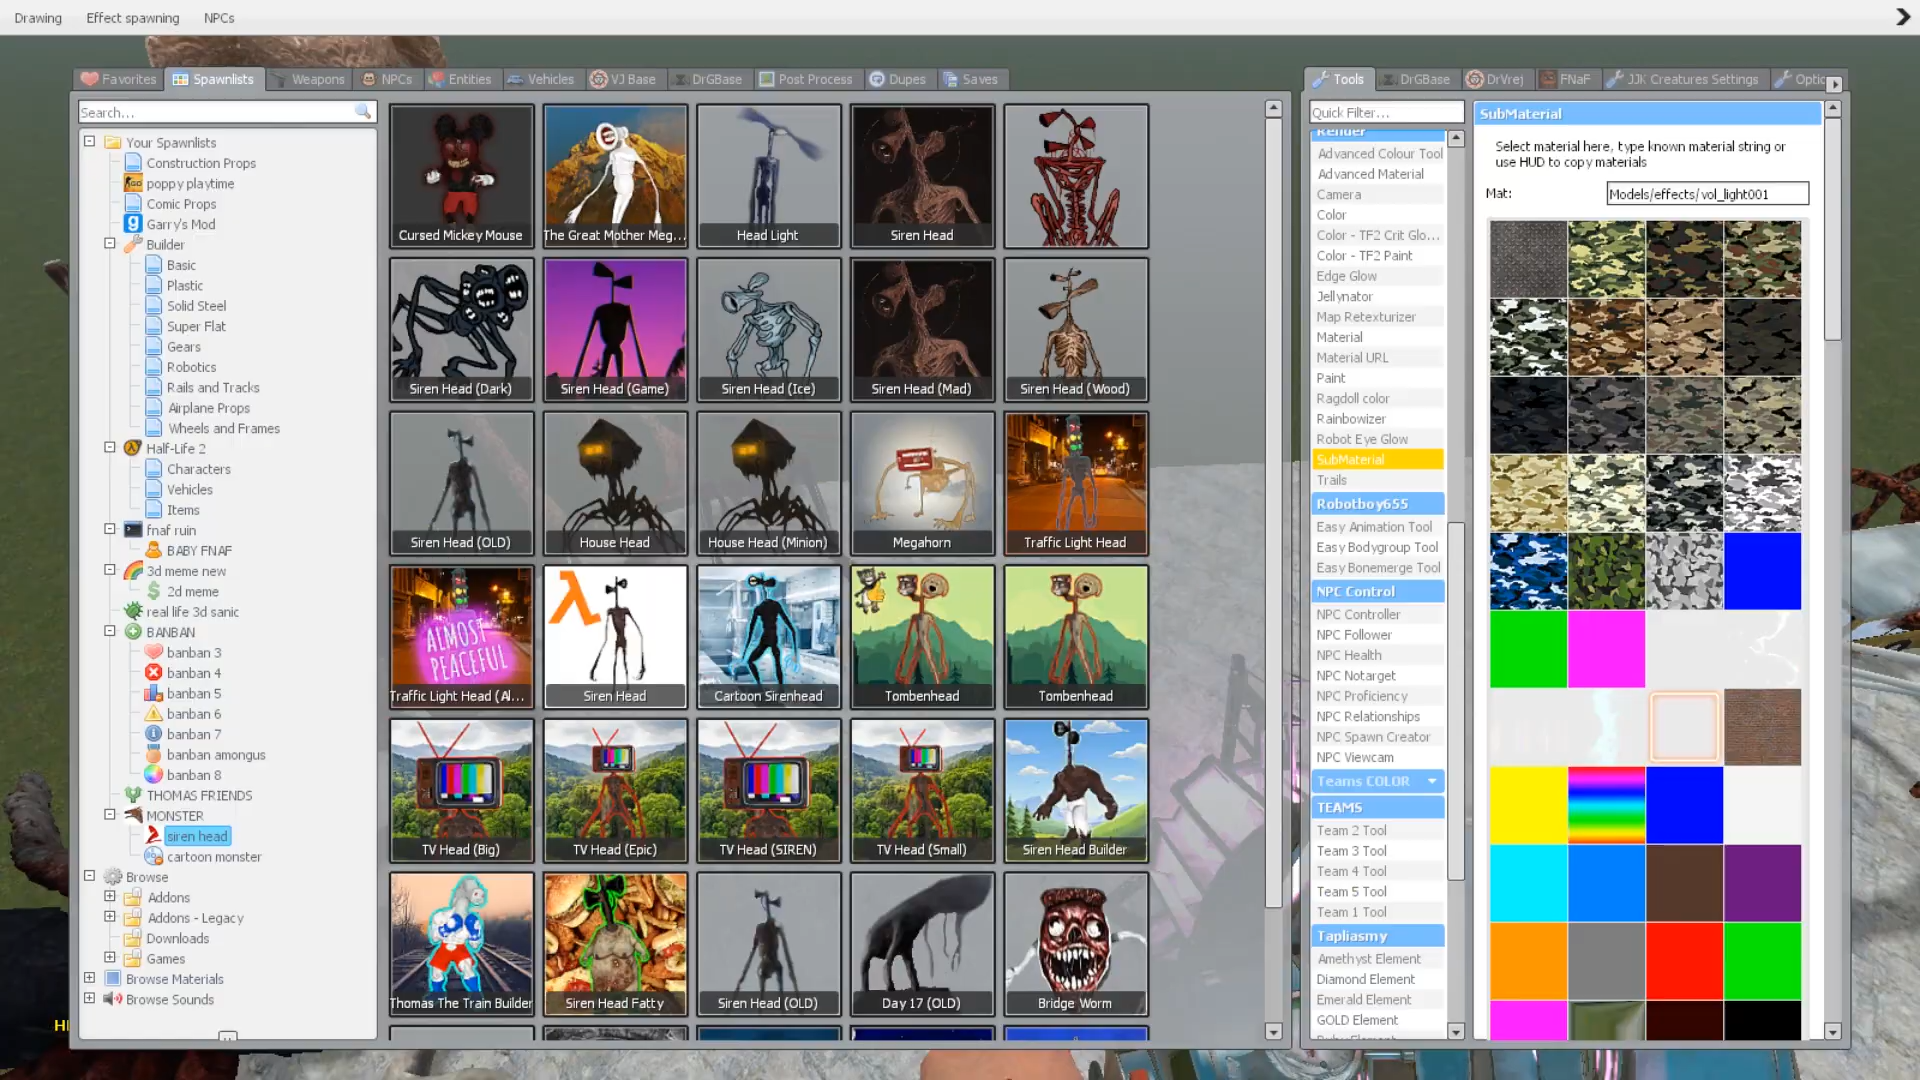 Drawing Effect spawning NPCs
Favorites Spawnlists Weapons NPCs Entities Vehicles VJ Base DrGBase Post Process Dupes Saves
Search...
Your Spawnlists
Construction Props
poppy playtime
Comic Props
Garry's Mod
Builder
Basic
Plastic
Solid Steel
Super Flat
Gears
Robotics
Rails and Tracks
Airplane Props
Wheels and Frames
Half-Life 2
Characters
Vehicles
Items
fnaf ruin
BABY FNAF
3d meme new
2d meme
real life 3d sanic
BANBAN
banban 3
banban 4
banban 5
banban 6
banban 7
banban amongus
banban 8
THOMAS FRIENDS
MONSTER
siren head
cartoon monster
Browse
Addons
Addons - Legacy
Downloads
Games
Browse Materials
Browse Sounds
Cursed Mickey Mouse
The Great Mother Meg...
Head Light
Siren Head
Siren Head (Dark)
Siren Head (Game)
Siren Head (Ice)
Siren Head (Mad)
Siren Head (Wood)
Siren Head (OLD)
House Head
House Head (Minion)
Megahorn
Traffic Light Head
ALMOST
PEACEFUL
Traffic Light Head (Al...
Siren Head
Cartoon Sirenhead
Tombenhead
Tombenhead
TV Head (Big)
TV Head (Epic)
TV Head (SIREN)
TV Head (Small)
Siren Head Builder
Thomas The Train Builder
Siren Head Fatty
Siren Head (OLD)
Day 17 (OLD)
Bridge Worm
Tools DrGBase DrVrej FNaF JJK Creatures Settings Optio
Quick Filter...
Render
Advanced Colour Tool
Advanced Material
Camera
Color
Color - TF2 Crit Glo...
Color - TF2 Paint
Edge Glow
Jellynator
Map Retexturizer
Material
Material URL
Paint
Ragdoll color
Rainbowizer
Robot Eye Glow
SubMaterial
Trails
Robotboy655
Easy Animation Tool
Easy Bodygroup Tool
Easy Bonemerge Tool
NPC Control
NPC Controller
NPC Follower
NPC Health
NPC Notarget
NPC Proficiency
NPC Relationships
NPC Spawn Creator
NPC Viewcam
Teams COLOR
TEAMS
Team 2 Tool
Team 3 Tool
Team 4 Tool
Team 5 Tool
Team 1 Tool
Tapliasmy
Amethyst Element
Diamond Element
Emerald Element
GOLD Element
SubMaterial
Select material here, type known material string or
use HUD to copy materials
Mat: Models/effects/vol_light001